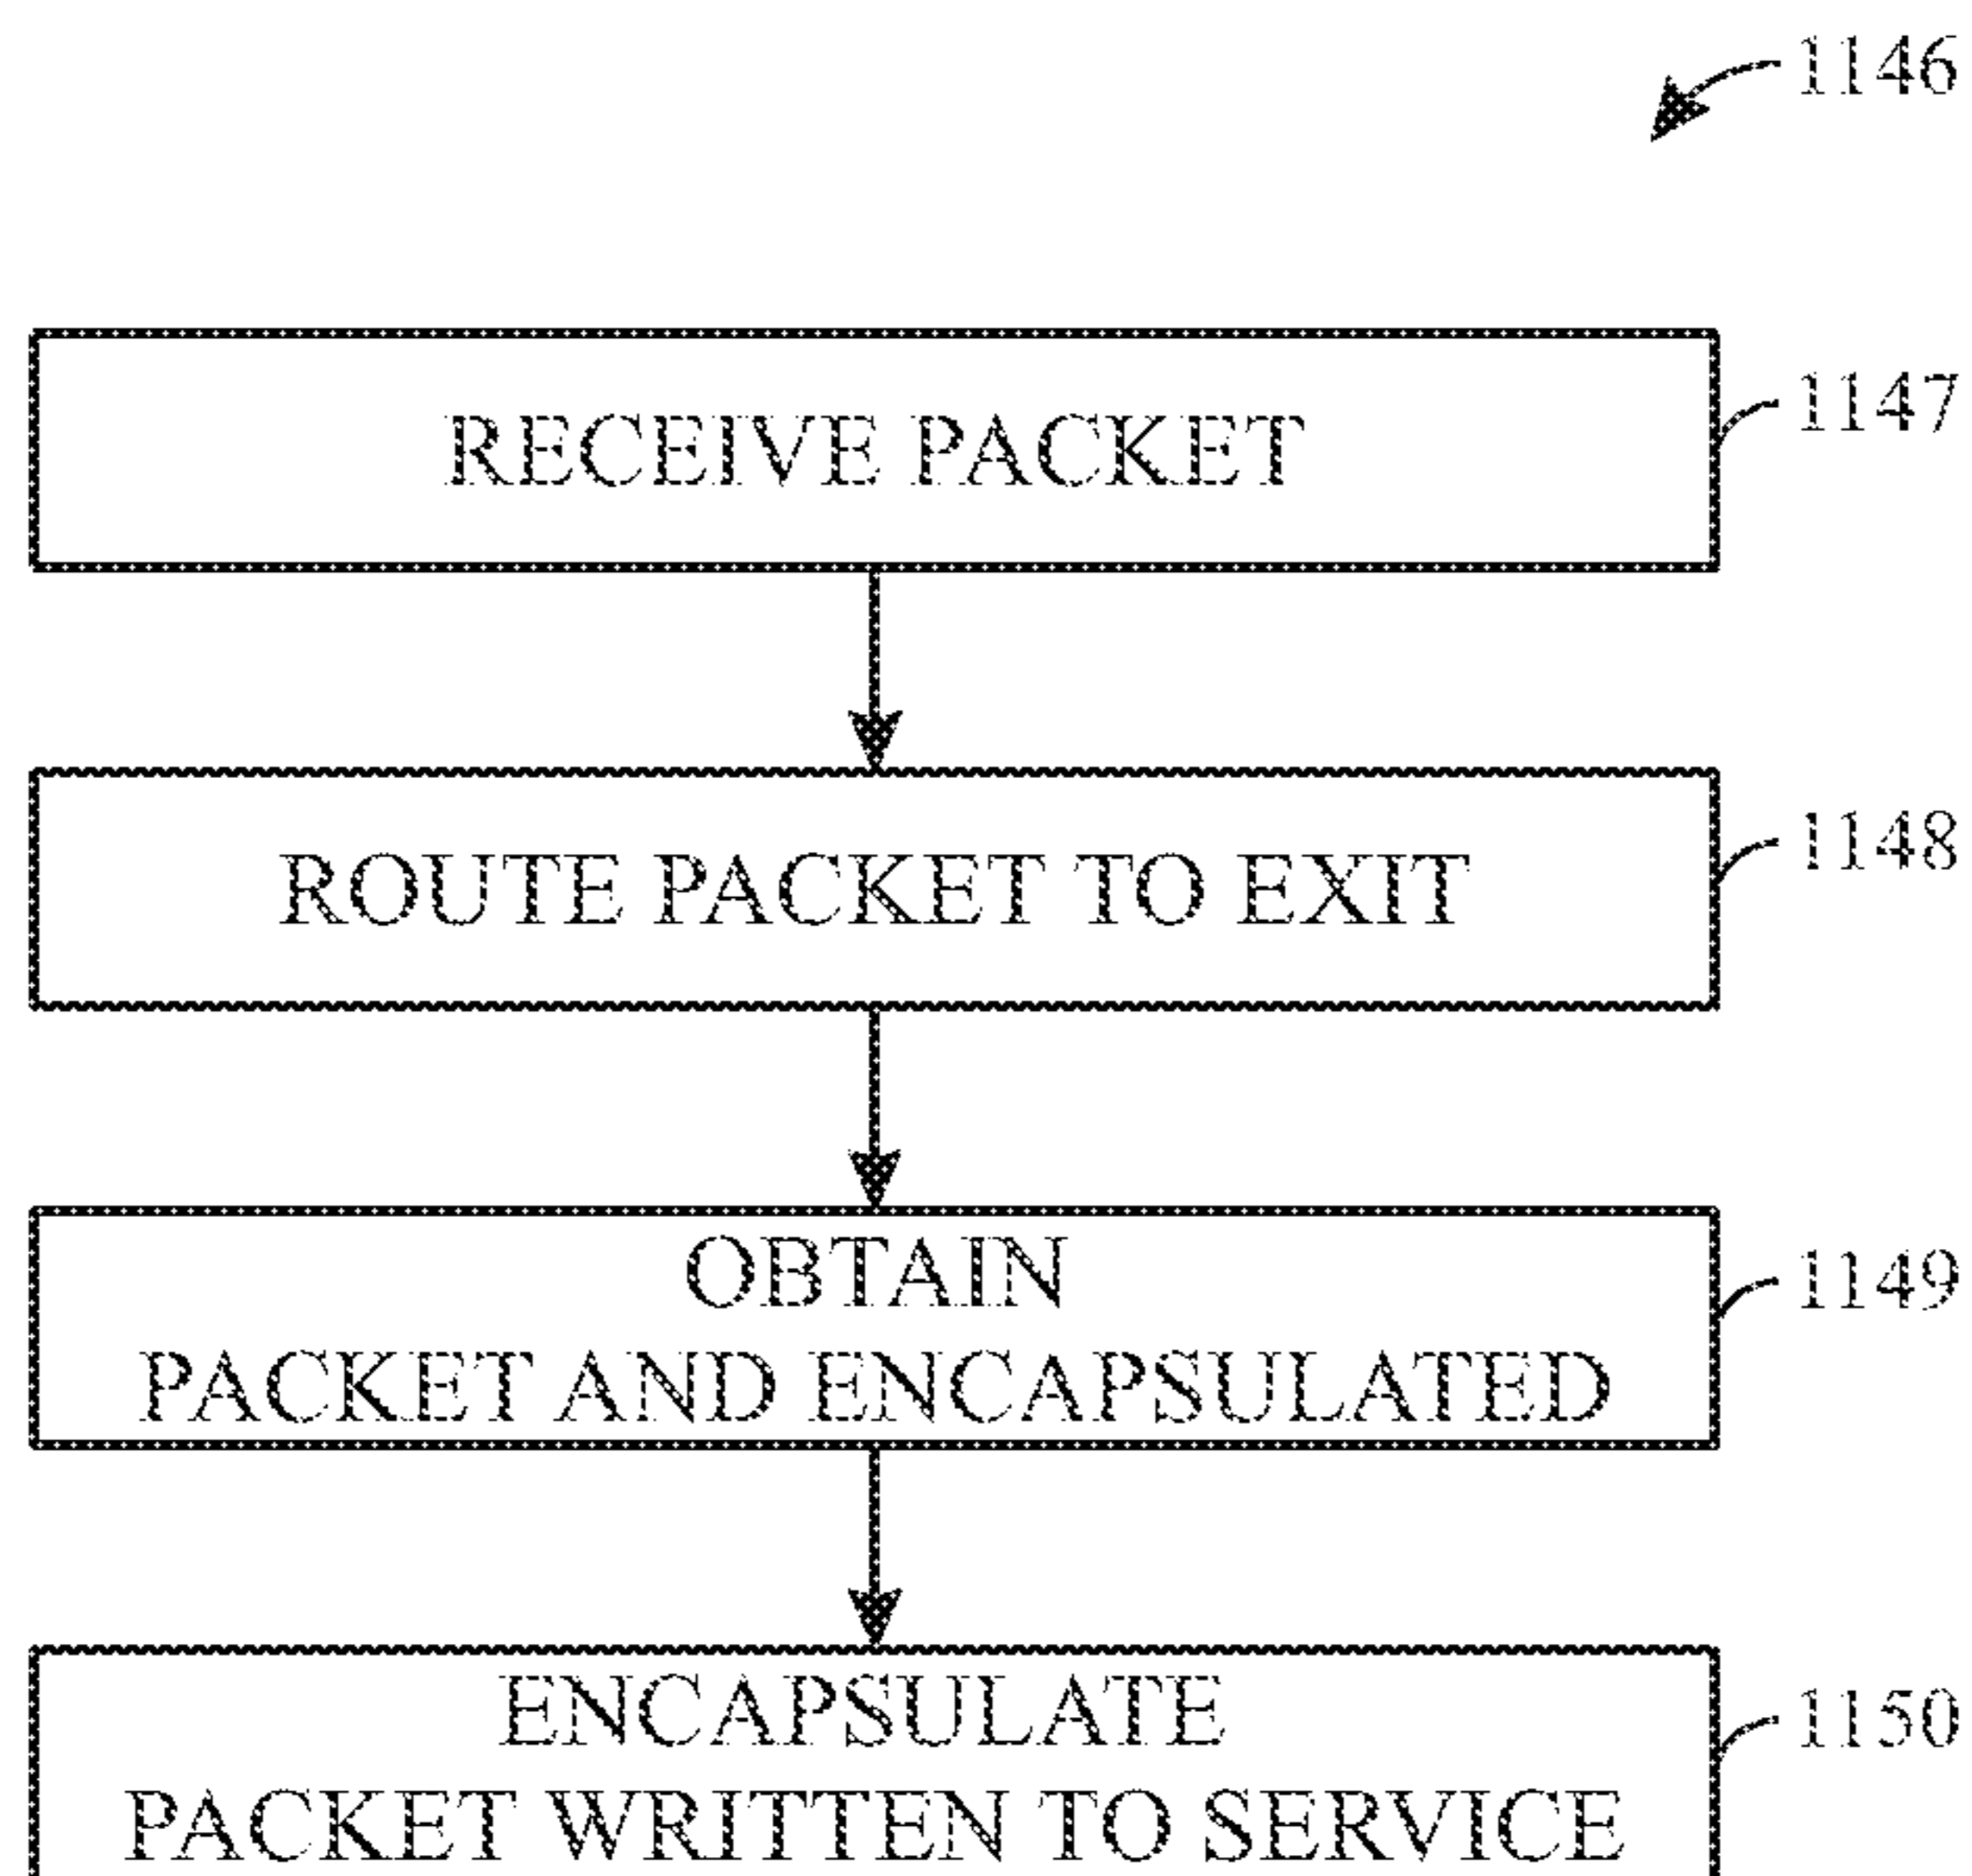 1146
RECEIVE PACKET
1147
ROUTE PACKET TO EXIT
1148
OBTAIN
PACKET AND ENCAPSULATED
1149
ENCAPSULATE
PACKET WRITTEN TO SERVICE
1150